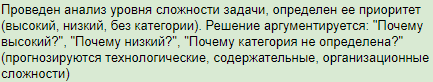 Проведен анализ уровня сложности задачи, определен ее приоритет
(высокий, низкий, без категории). Решение аргументируется: "Почему
высокий?", "Почему низкий?", "Почему категория не определена?"
(прогнозируются технологические, содержательные, организационные
сложности)